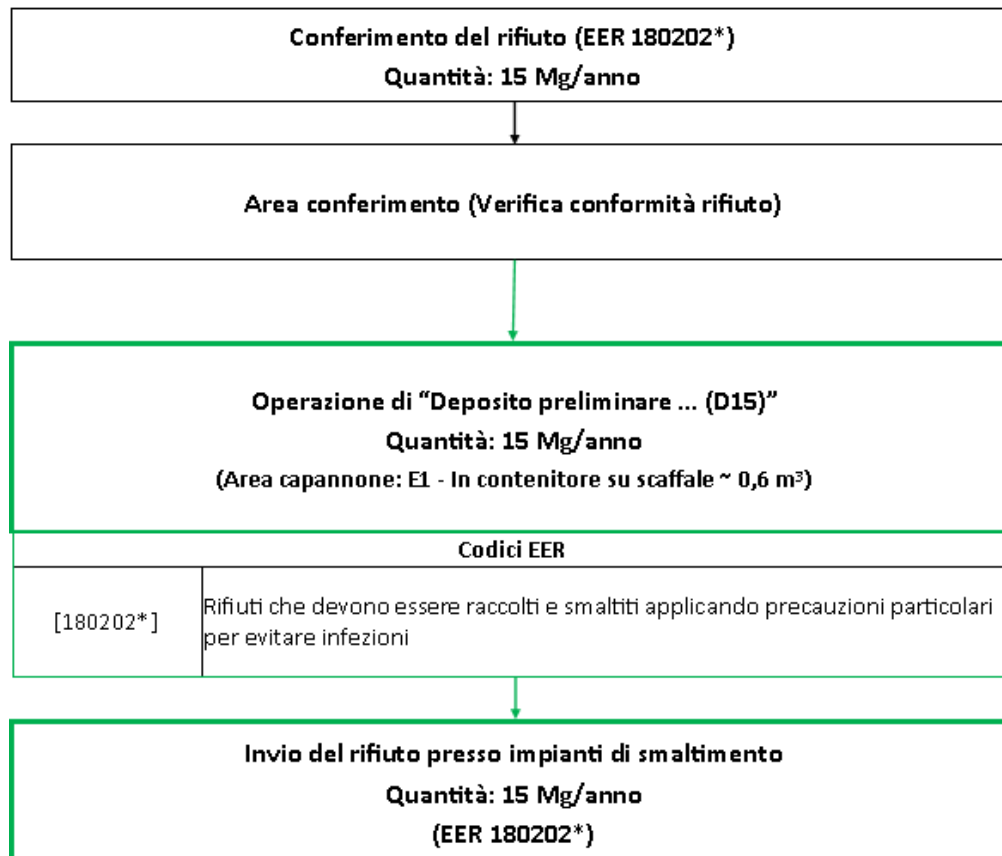 Conferimento del rifiuto (EER 180202*)
Quantità: 15 Mg/anno
Area conferimento (Verifica conformità rifiuto)
Operazione di “Deposito preliminare ... (D15)”
Quantità: 15 Mg/anno
(Area capannone: E1 - In contenitore su scaffale ~ 0,6 m³)
Codici EER
[180202*]
Rifiuti che devono essere raccolti e smaltiti applicando precauzioni particolari
per evitare infezioni
Invio del rifiuto presso impianti di smaltimento
Quantità: 15 Mg/anno
(EER 180202*)